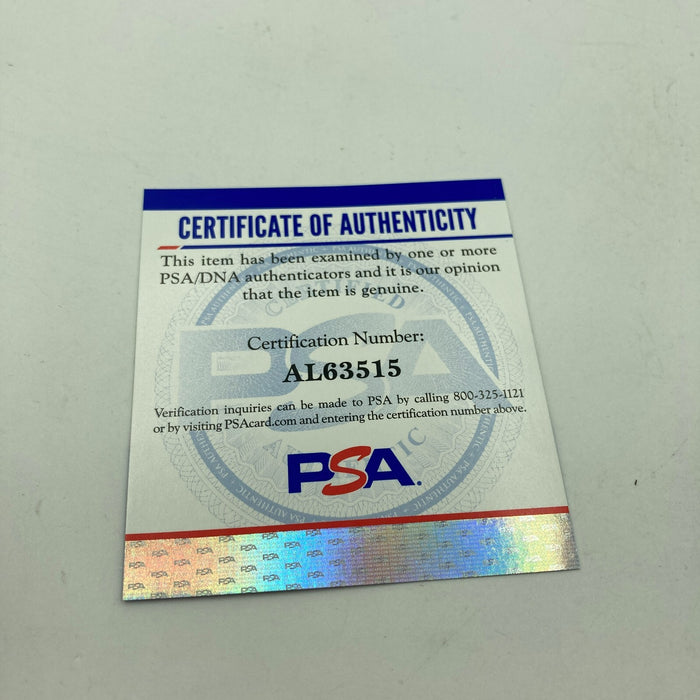 CERTIFICATE OF AUTHENTICITY
This item has been examined by one or more
PSA/DNA authenticators and it is our opinion
that the item is genuine.
CERTIFIED
PSA
Certification Number:
AL63515
Verification inquiries can be made to PSA by calling 800-325-1121
or by visiting PSAcard.com and entering the certification number above.
PSA.